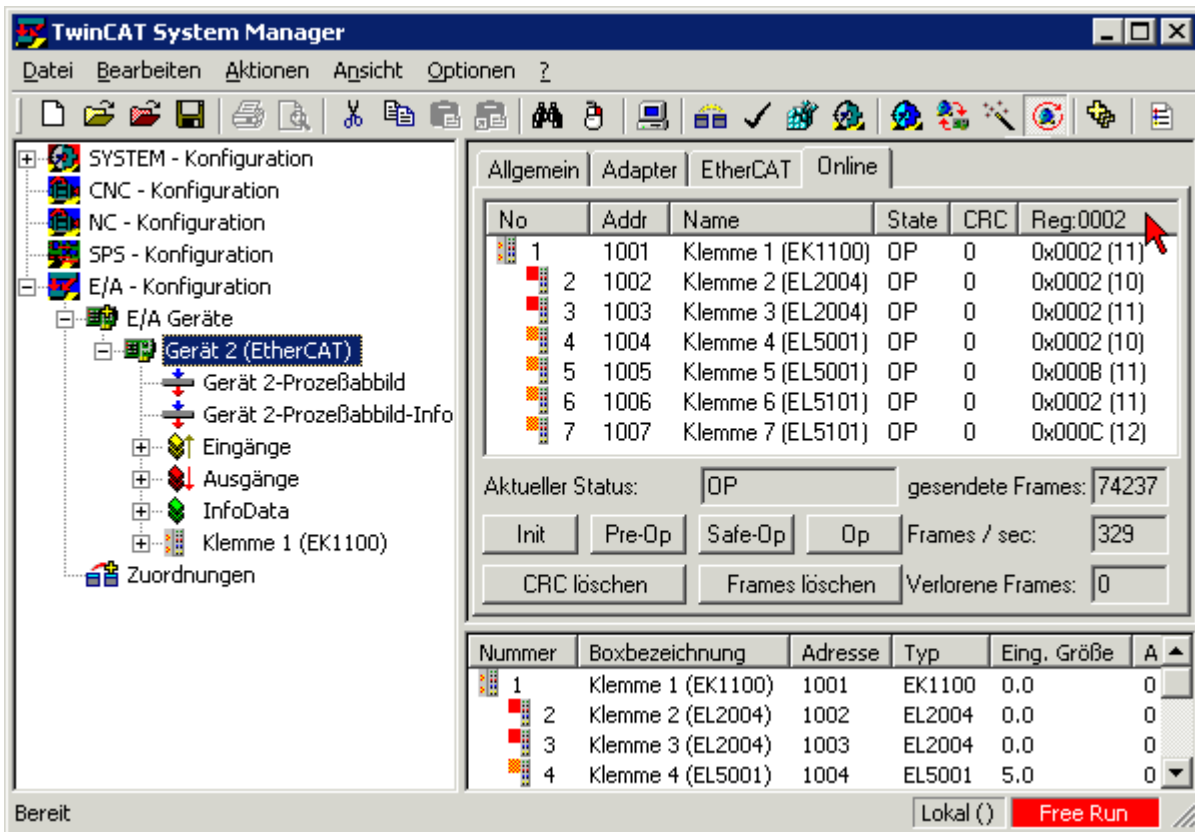 TwinCAT System Manager
Datei Bearbeiten Aktionen Ansicht Optionen ?
SYSTEM - Konfiguration
CNC - Konfiguration
NC - Konfiguration
SPS - Konfiguration
E/A - Konfiguration
E/A Geräte
Gerät 2 (EtherCAT)
Gerät 2-Prozeßabbild
Gerät 2-Prozeßabbild-Info
Eingänge
Ausgänge
InfoData
Klemme 1 (EK1100)
Zuordnungen
Allgemein Adapter EtherCAT Online
No Addr Name State CRC Reg:0002
1 1001 Klemme 1 (EK1100) OP 0 0x0002 (11)
2 1002 Klemme 2 (EL2004) OP 0 0x0002 (10)
3 1003 Klemme 3 (EL2004) OP 0 0x0002 (11)
4 1004 Klemme 4 (EL5001) OP 0 0x0002 (10)
5 1005 Klemme 5 (EL5001) OP 0 0x000B (11)
6 1006 Klemme 6 (EL5101) OP 0 0x0002 (11)
7 1007 Klemme 7 (EL5101) OP 0 0x000C (12)
Aktueller Status: OP gesendete Frames: 74237
Init Pre-Op Safe-Op Op Frames / sec: 329
CRC löschen Frames löschen Verlorene Frames: 0
Nummer Boxbezeichnung Adresse Typ Eing. Größe A
1 Klemme 1 (EK1100) 1001 EK1100 0.0 0
2 Klemme 2 (EL2004) 1002 EL2004 0.0 0
3 Klemme 3 (EL2004) 1003 EL2004 0.0 0
4 Klemme 4 (EL5001) 1004 EL5001 5.0 0
Bereit Lokal () Free Run